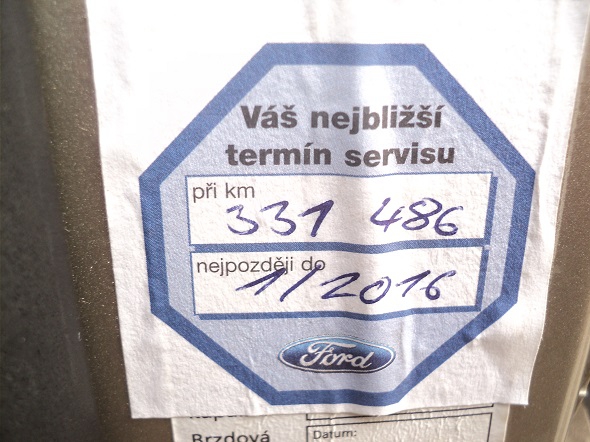 Váš nejbližší
termín servisu
při km
331 486
nejpozději do
1/2016
Ford
Brzdová
Datum: